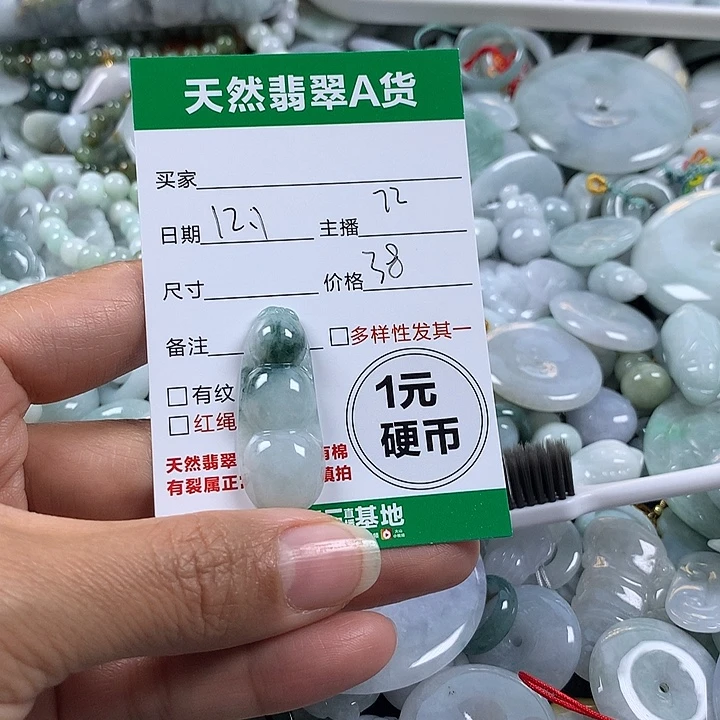 天然翡翠A货
买家
日期 12.1 主播 72
尺寸 价格 38
备注 □多样性发其一
□有纹
□红绳
1元
硬币
天然翡翠 有棉
有裂属正 慎拍
基地